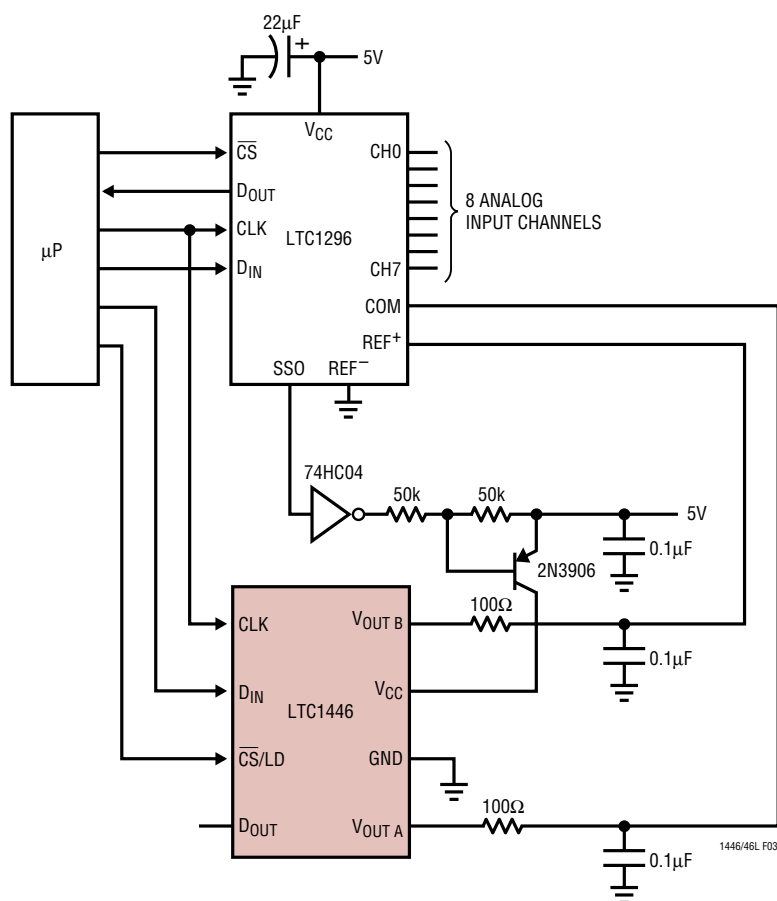 22µF
+
5V
V_CC
C̅S̅
CH0
D_OUT
8 ANALOG
INPUT CHANNELS
CLK
LTC1296
µP
D_IN
CH7
COM
REF⁺
SSO
REF⁻
74HC04
50k
50k
5V
0.1µF
2N3906
100Ω
CLK
V_OUT B
0.1µF
D_IN
V_CC
LTC1446
C̅S̅/LD
GND
100Ω
D_OUT
V_OUT A
1446/46L F03
0.1µF